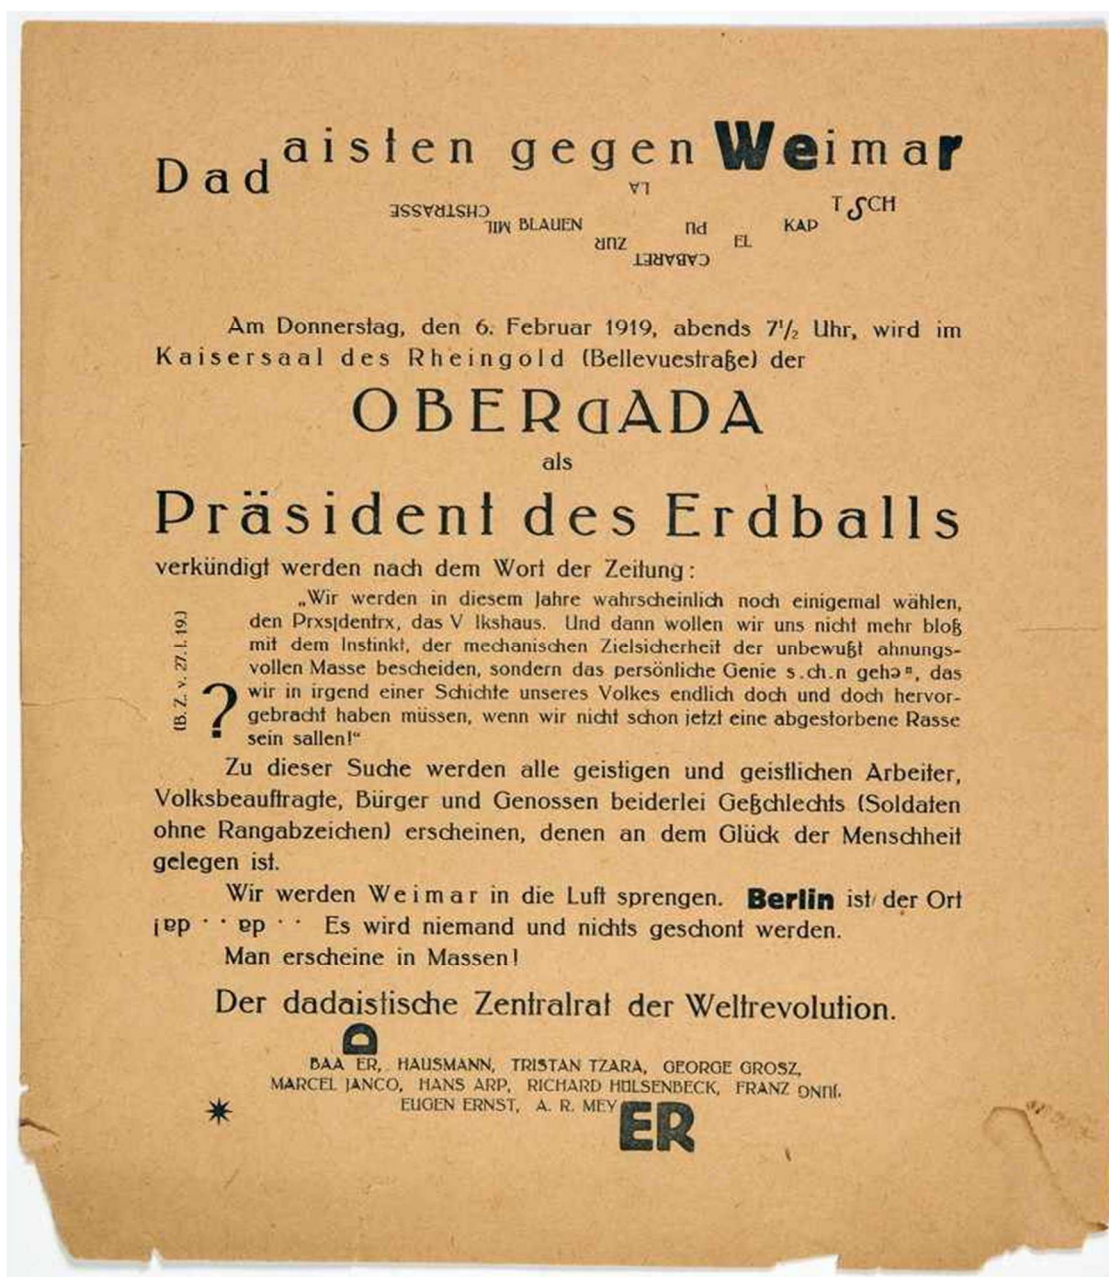 Dadaisten gegen Weimar
LA
CHSTRASSE
T SCH
MIL BLAUEN
PU
KAP
ZUR
EL
CABARET
Am Donnerstag, den 6. Februar 1919, abends 7½ Uhr, wird im
Kaisersaal des Rheingold (Bellevuestraße) der
OBERdADA
als
Präsident des Erdballs
verkündigt werden nach dem Wort der Zeitung:
„Wir werden in diesem Jahre wahrscheinlich noch einigemal wählen,
den Prxsidentrx, das V lkshaus. Und dann wollen wir uns nicht mehr bloß
mit dem Instinkt, der mechanischen Zielsicherheit der unbewußt ahnungs-
vollen Masse bescheiden, sondern das persönliche Genie s.ch.n gehɔ¤, das
wir in irgend einer Schichte unseres Volkes endlich doch und doch hervor-
gebracht haben müssen, wenn wir nicht schon jetzt eine abgestorbene Rasse
sein sallen!“
(B. Z. v. 27. I. 19.)
?
Zu dieser Suche werden alle geistigen und geistlichen Arbeiter,
Volksbeauftragte, Bürger und Genossen beiderlei Geßchlechts (Soldaten
ohne Rangabzeichen) erscheinen, denen an dem Glück der Menschheit
gelegen ist.
Wir werden Weimar in die Luft sprengen. Berlin ist der Ort
da! · · da · · Es wird niemand und nichts geschont werden.
Man erscheine in Massen!
Der dadaistische Zentralrat der Weltrevolution.
BAADER, HAUSMANN, TRISTAN TZARA, GEORGE GROSZ,
MARCEL JANCO, HANS ARP, RICHARD HÜLSENBECK, FRANZ JUNG,
EUGEN ERNST, A. R. MEYER